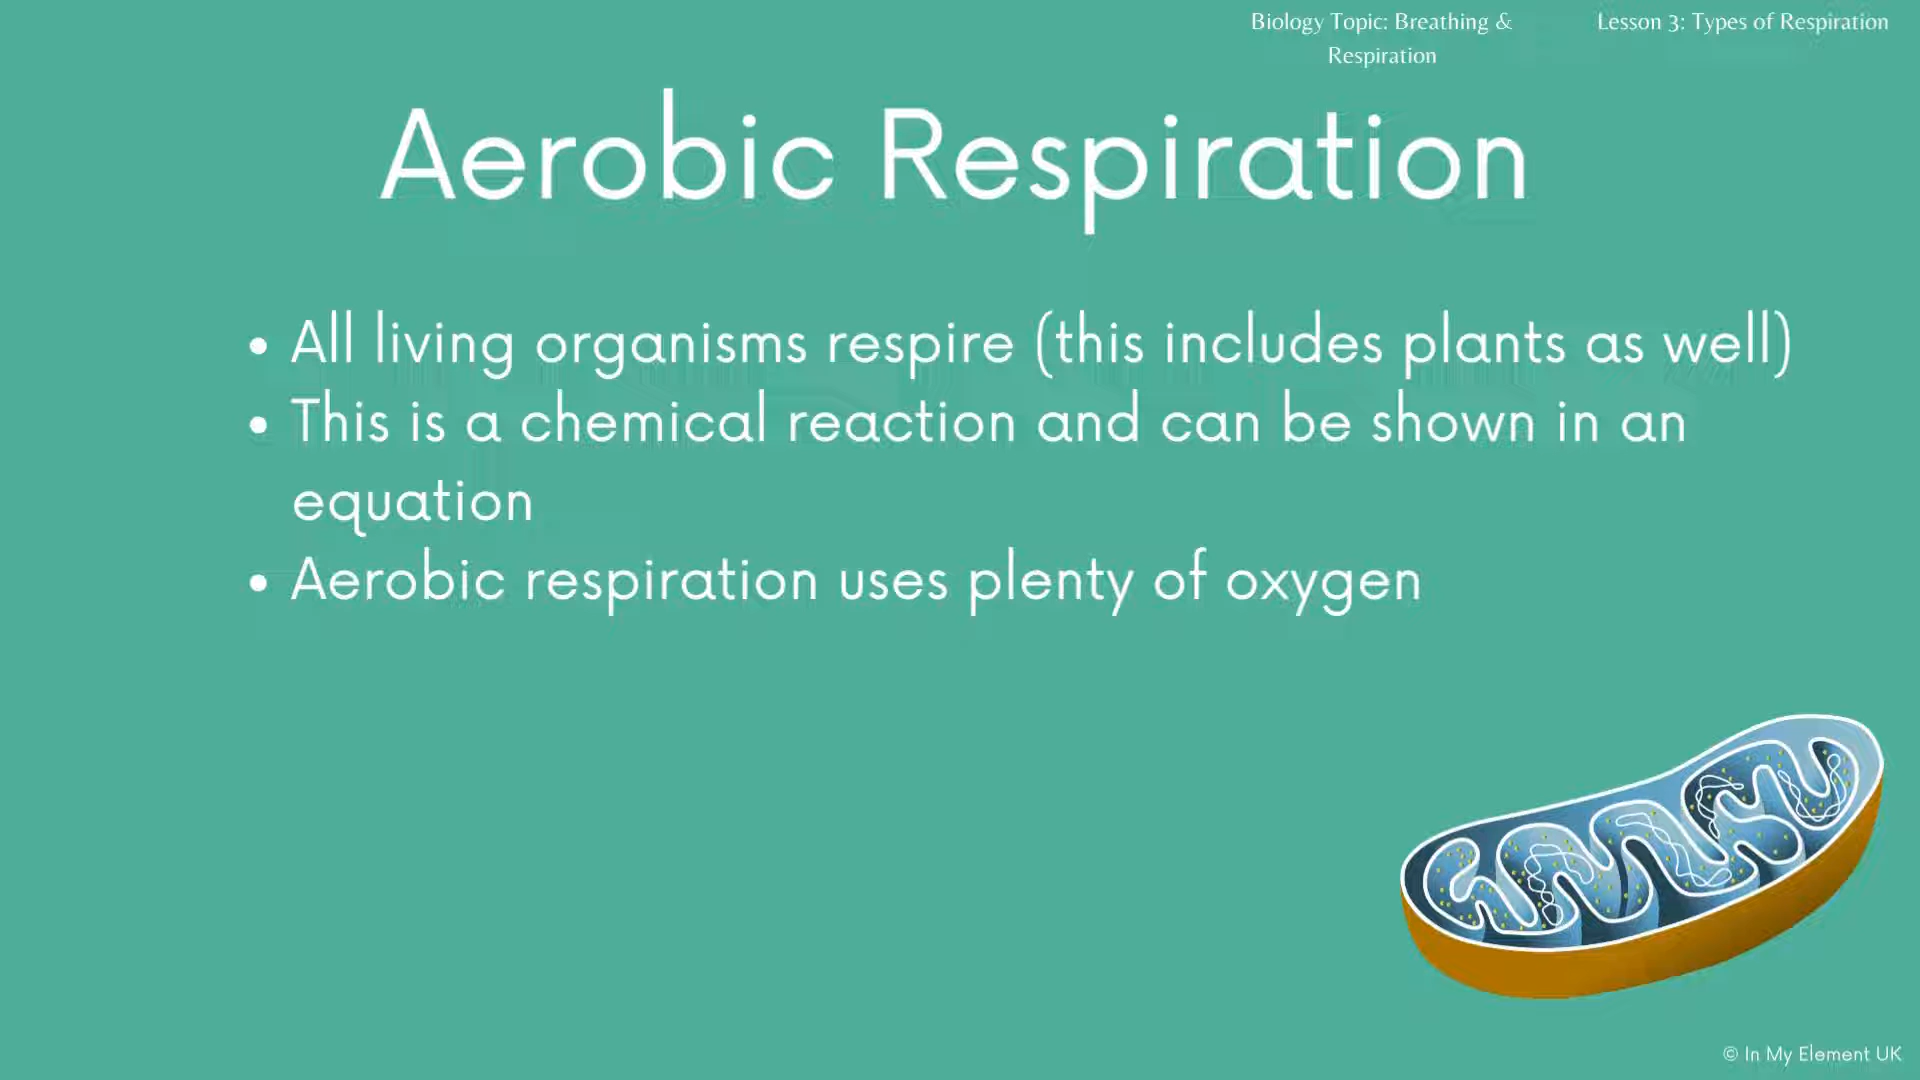 Biology Topic: Breathing &
Respiration
Lesson 3: Types of Respiration
Aerobic Respiration
• All living organisms respire (this includes plants as well)
• This is a chemical reaction and can be shown in an
equation
• Aerobic respiration uses plenty of oxygen
© In My Element UK